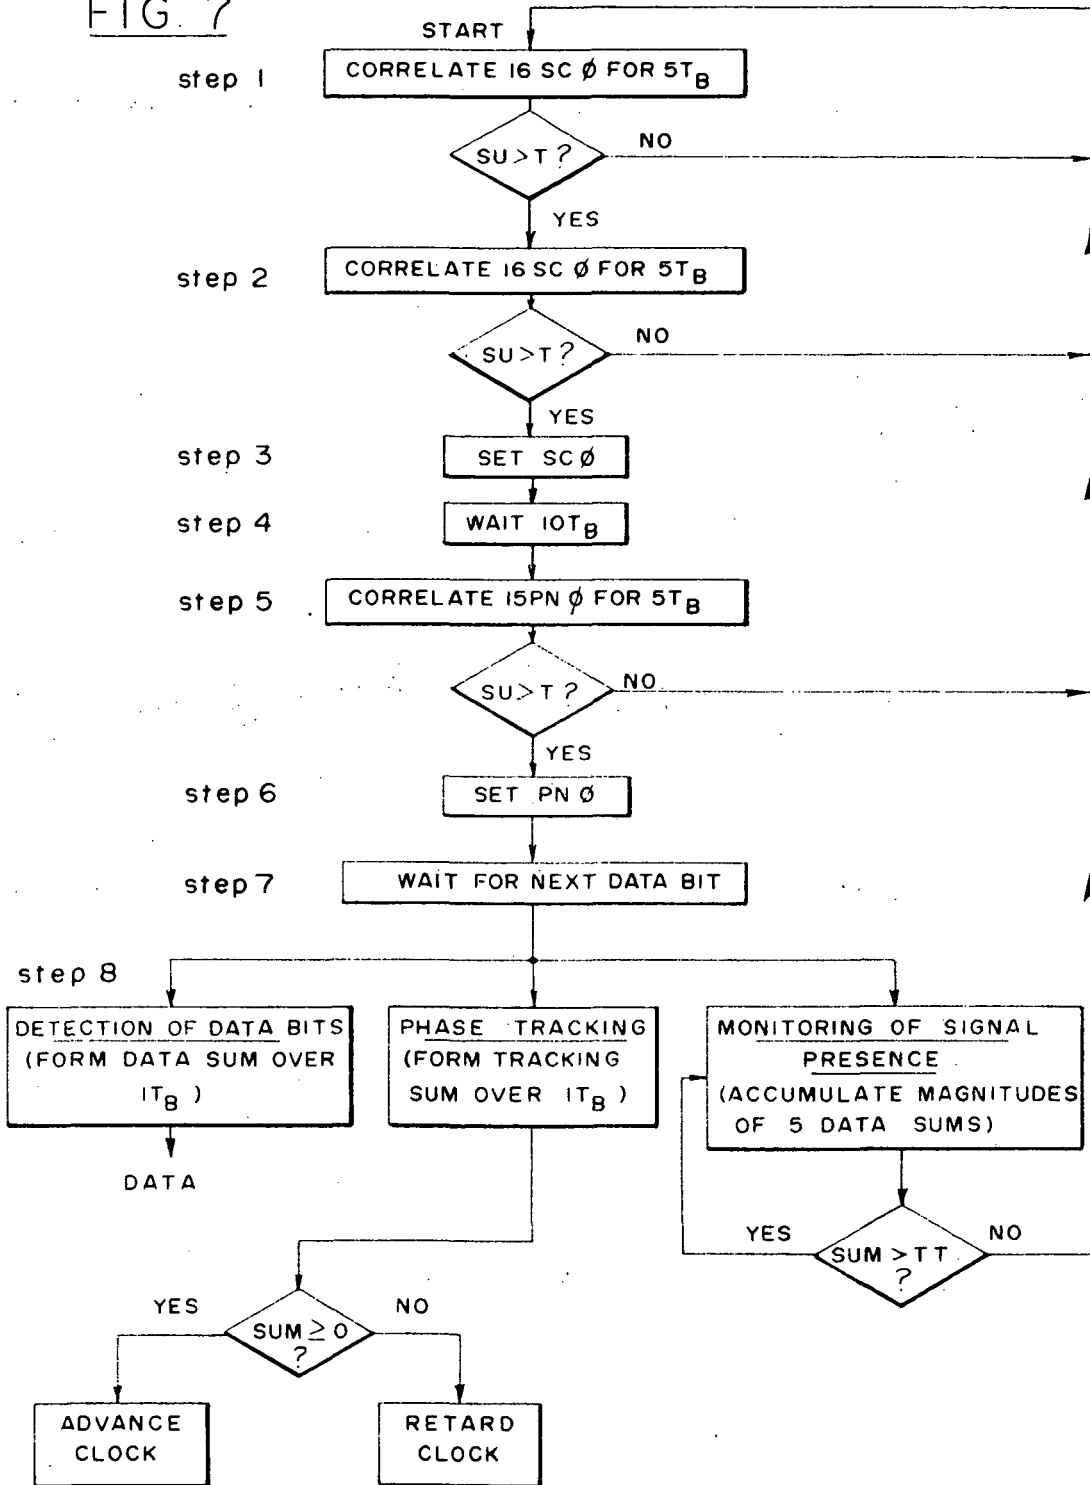 FIG. 7
START
step 1
CORRELATE 16 SC Ø FOR 5T_B
SU>T?
NO
YES
step 2
CORRELATE 16 SC Ø FOR 5T_B
SU>T?
NO
YES
step 3
SET SCØ
step 4
WAIT 10T_B
step 5
CORRELATE 15PN Ø FOR 5T_B
SU>T?
NO
YES
step 6
SET PN Ø
step 7
WAIT FOR NEXT DATA BIT
step 8
DETECTION OF DATA BITS
(FORM DATA SUM OVER
1T_B)
DATA
PHASE TRACKING
(FORM TRACKING
SUM OVER 1T_B)
MONITORING OF SIGNAL
PRESENCE
(ACCUMULATE MAGNITUDES
OF 5 DATA SUMS)
YES
SUM>TT
?
NO
YES
SUM≥0
?
NO
ADVANCE
CLOCK
RETARD
CLOCK